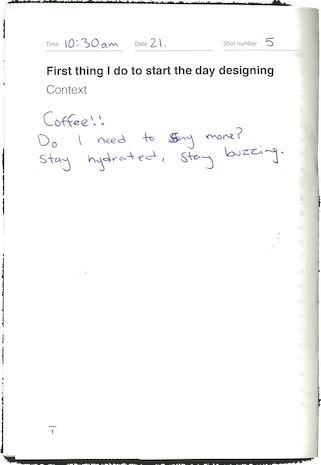 Time 10:30am Date 21. Shot number 5
First thing I do to start the day designing
Context
Coffee!!
Do I need to say more?
Stay hydrated, stay buzzing.
1